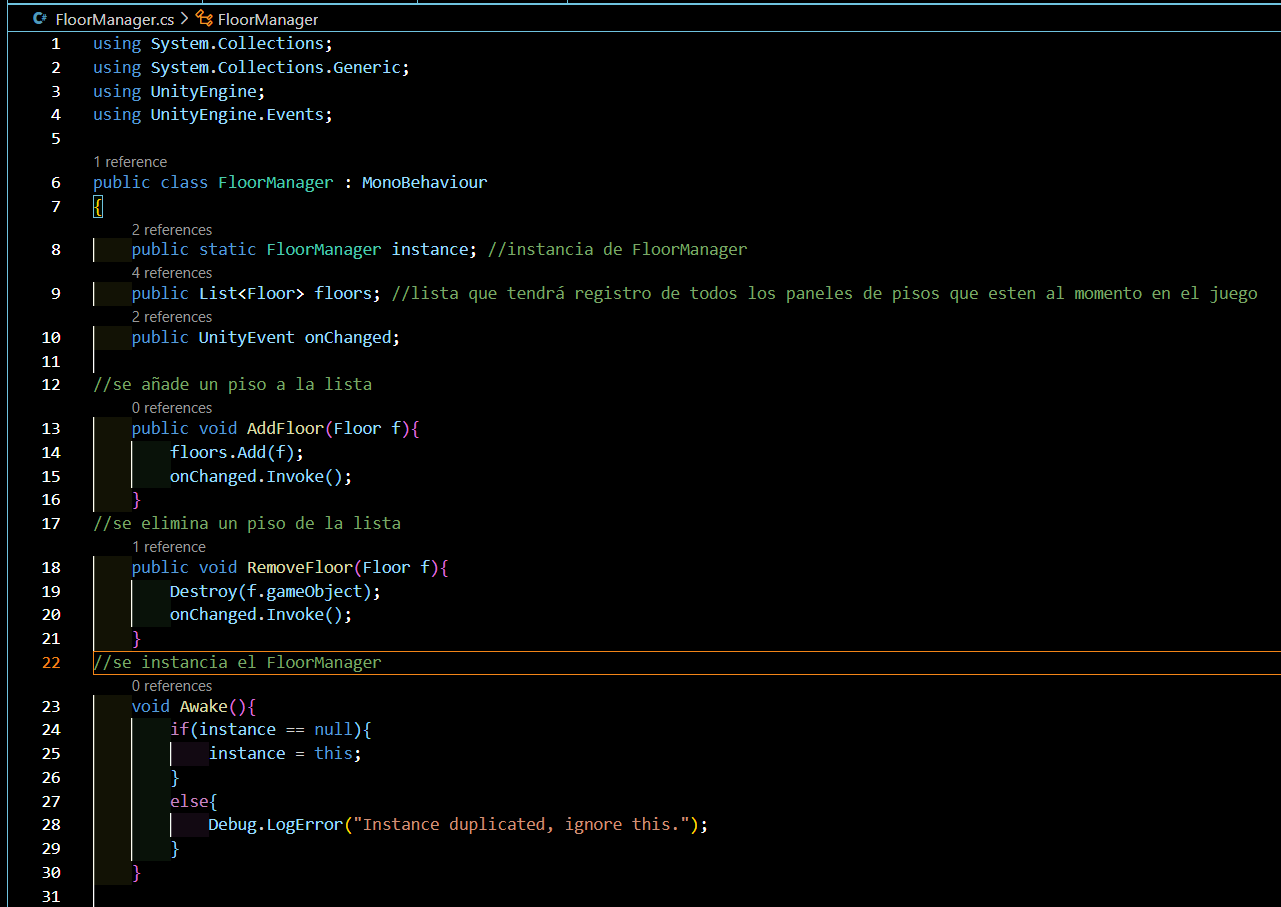 FloorManager.cs > FloorManager
1 using System.Collections;
2 using System.Collections.Generic;
3 using UnityEngine;
4 using UnityEngine.Events;
5
1 reference
6 public class FloorManager : MonoBehaviour
7 {
2 references
8 public static FloorManager instance; //instancia de FloorManager
4 references
9 public List<Floor> floors; //lista que tendrá registro de todos los paneles de pisos que esten al momento en el juego
2 references
10 public UnityEvent onChanged;
11
12 //se añade un piso a la lista
0 references
13 public void AddFloor(Floor f){
14 floors.Add(f);
15 onChanged.Invoke();
16 }
17 //se elimina un piso de la lista
1 reference
18 public void RemoveFloor(Floor f){
19 Destroy(f.gameObject);
20 onChanged.Invoke();
21 }
22 //se instancia el FloorManager
0 references
23 void Awake(){
24 if(instance == null){
25 instance = this;
26 }
27 else{
28 Debug.LogError("Instance duplicated, ignore this.");
29 }
30 }
31